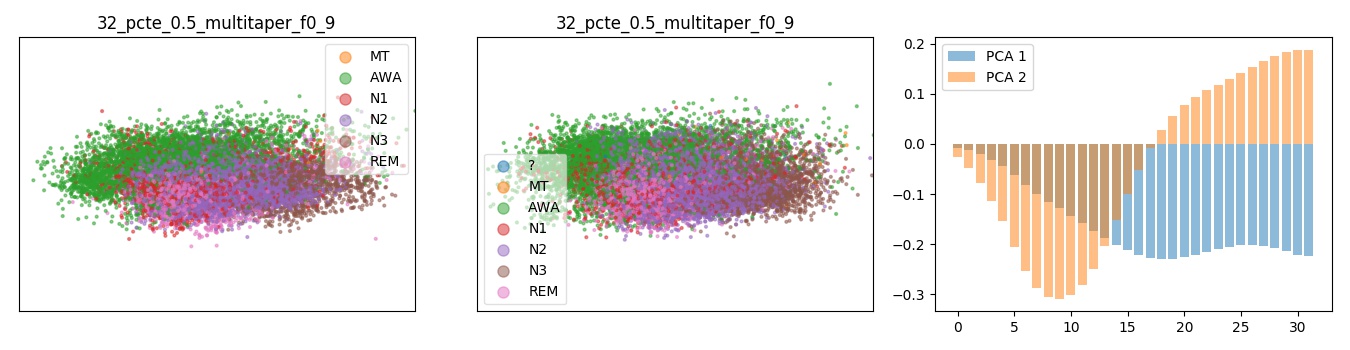 32_pcte_0.5_multitaper_f0_9
MT
AWA
N1
N2
N3
REM
32_pcte_0.5_multitaper_f0_9
?
MT
AWA
N1
N2
N3
REM
PCA 1
PCA 2
0.2
0.1
0.0
−0.1
−0.2
−0.3
0 5 10 15 20 25 30